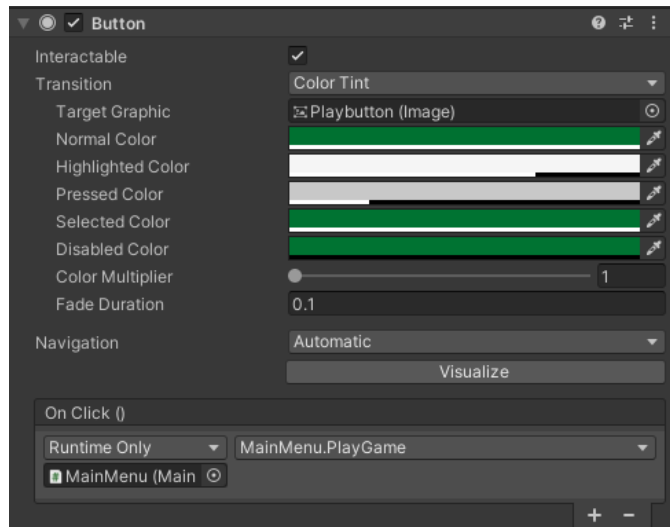 Button
Interactable
Transition Color Tint
Target Graphic Playbutton (Image)
Normal Color
Highlighted Color
Pressed Color
Selected Color
Disabled Color
Color Multiplier 1
Fade Duration 0.1
Navigation Automatic
Visualize
On Click ()
Runtime Only MainMenu.PlayGame
MainMenu (Main